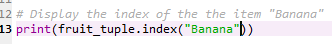 12 # Display the index of the the item "Banana"
13 print(fruit_tuple.index("Banana"))